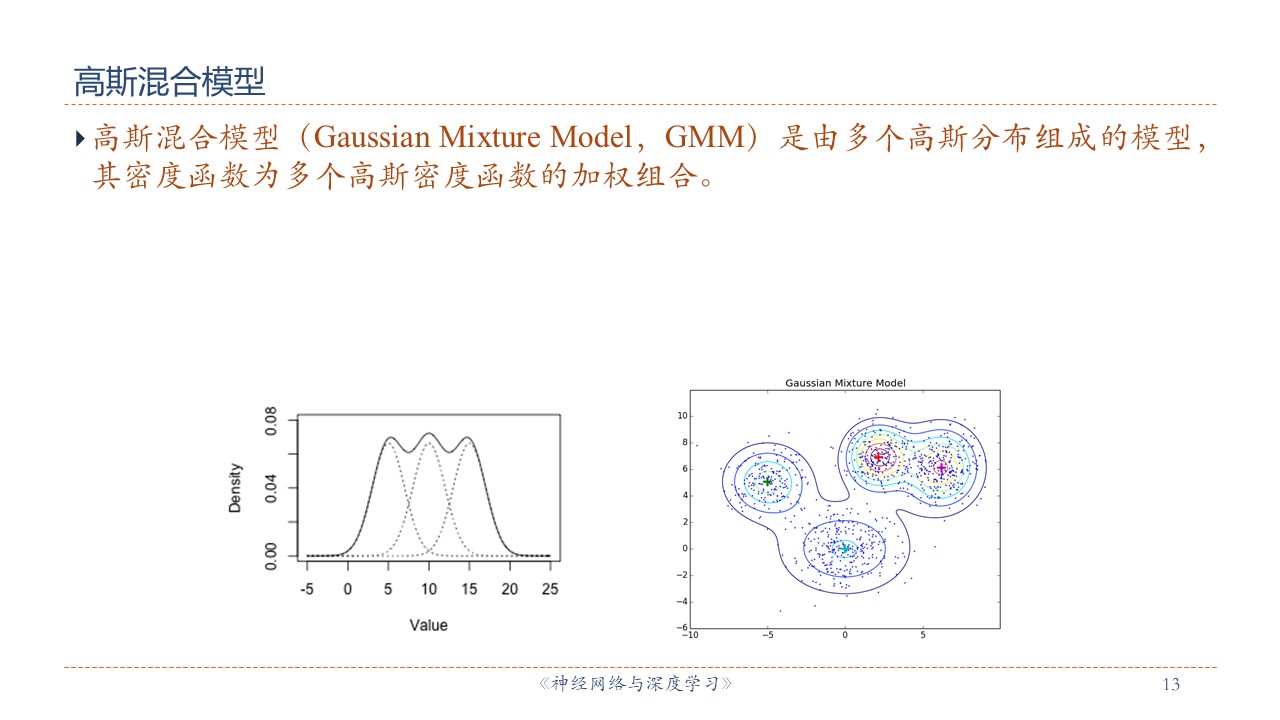 高斯混合模型
高斯混合模型（Gaussian Mixture Model，GMM）是由多个高斯分布组成的模型，
其密度函数为多个高斯密度函数的加权组合。
0.08
0.04
0.00
Density
-5 0 5 10 15 20 25
Value
Gaussian Mixture Model
10
8
6
4
2
0
−2
−4
−6
−10 −5 0 5
《神经网络与深度学习》
13